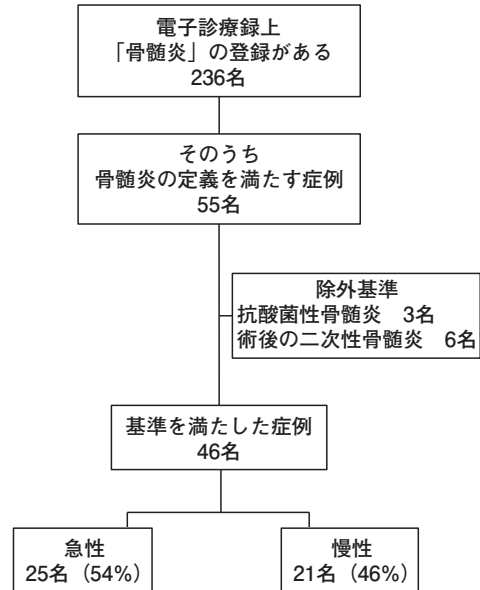 電子診療録上
「骨髄炎」の登録がある
236名
そのうち
骨髄炎の定義を満たす症例
55名
除外基準
抗酸菌性骨髄炎　3名
術後の二次性骨髄炎　6名
基準を満たした症例
46名
急性
25名（54%）
慢性
21名（46%）